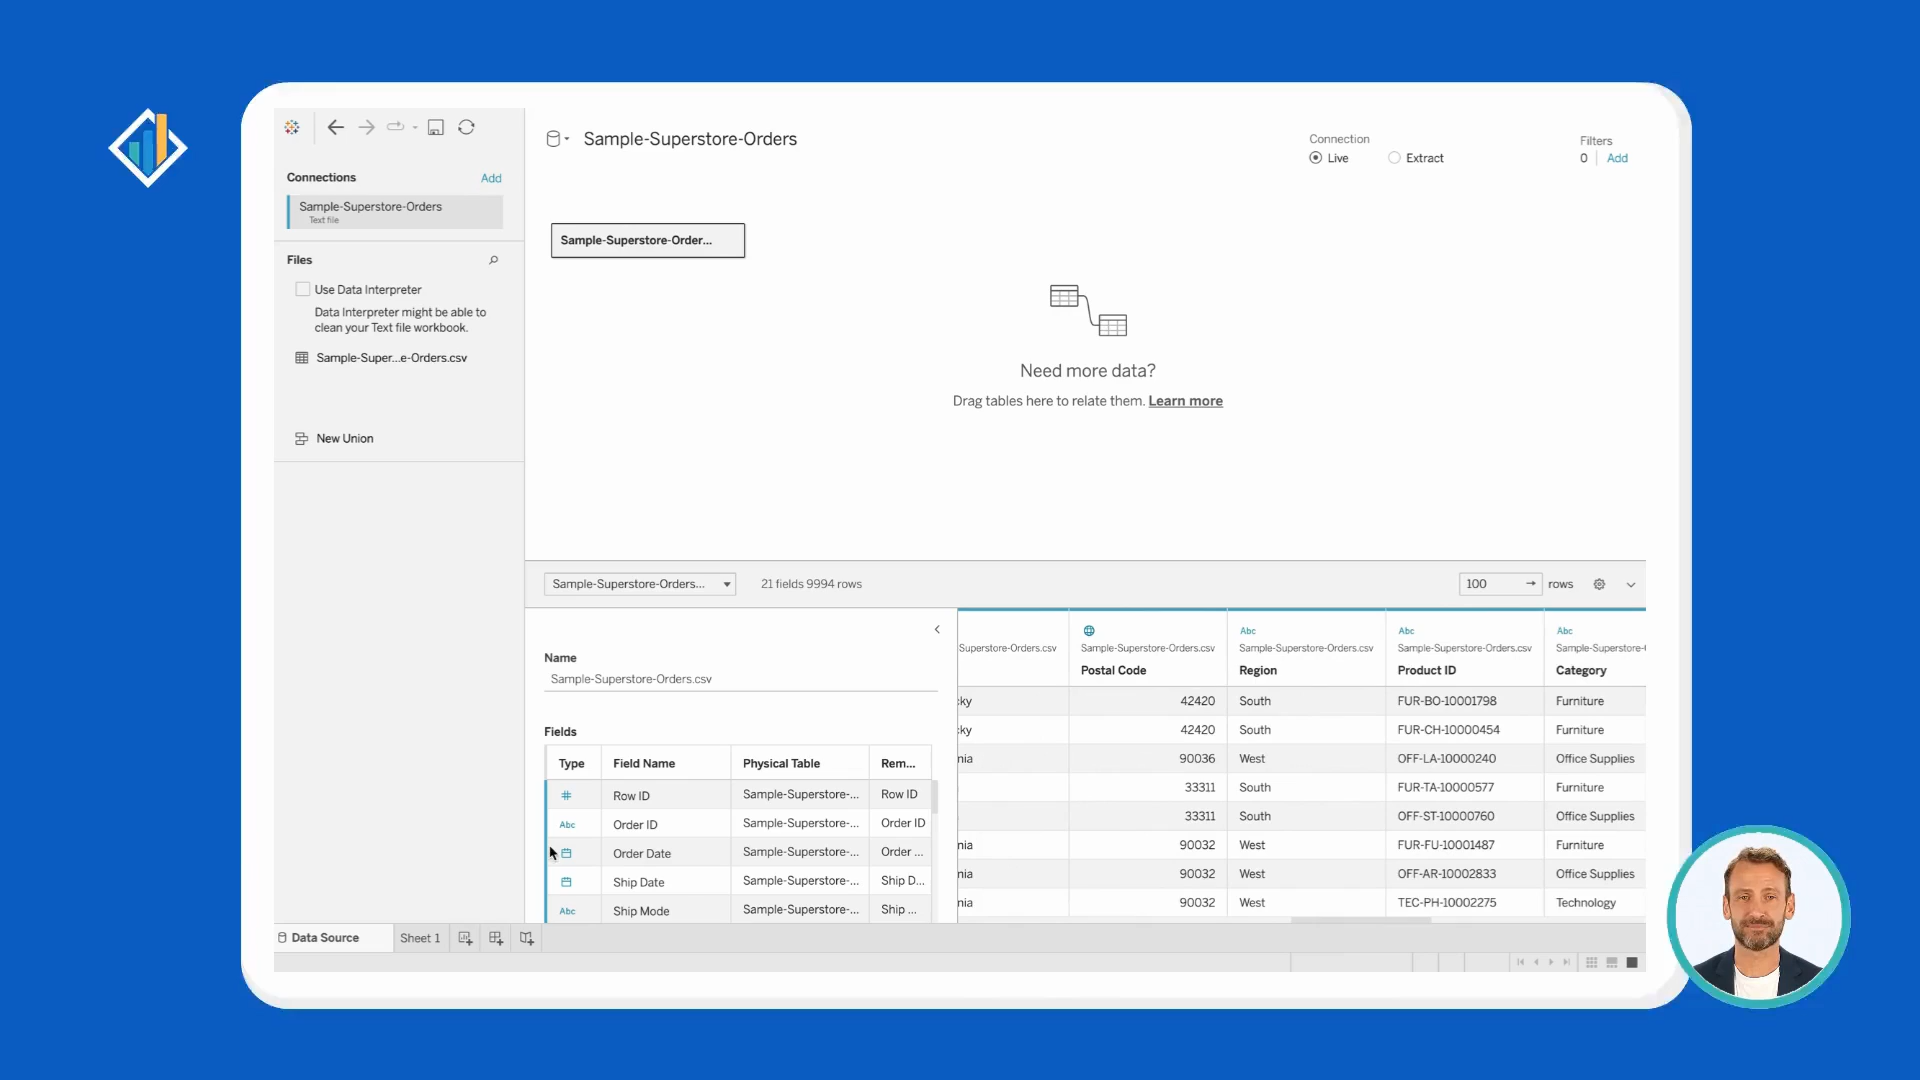 Sample-Superstore-Orders
Connection
Live
Extract
Filters
0 Add
Connections Add
Sample-Superstore-Orders
Text file
Sample-Superstore-Order...
Files
Use Data Interpreter
Data Interpreter might be able to
clean your Text file workbook.
Sample-Super...e-Orders.csv
New Union
Need more data?
Drag tables here to relate them. Learn more
Sample-Superstore-Orders... 21 fields 9994 rows 100 rows
Name
Sample-Superstore-Orders.csv
Fields
Type Field Name Physical Table Rem...
# Row ID Sample-Superstore-... Row ID
Abc Order ID Sample-Superstore-... Order ID
Order Date Sample-Superstore-... Order ...
Ship Date Sample-Superstore-... Ship D...
Abc Ship Mode Sample-Superstore-... Ship ...
Abc Abc Abc
Superstore-Orders.csv Sample-Superstore-Orders.csv Sample-Superstore-Orders.csv Sample-Superstore-Orders.csv Sample-Superstore-
Postal Code Region Product ID Category
cky 42420 South FUR-BO-10001798 Furniture
cky 42420 South FUR-CH-10000454 Furniture
nia 90036 West OFF-LA-10000240 Office Supplies
33311 South FUR-TA-10000577 Furniture
33311 South OFF-ST-10000760 Office Supplies
nia 90032 West FUR-FU-10001487 Furniture
nia 90032 West OFF-AR-10002833 Office Supplies
nia 90032 West TEC-PH-10002275 Technology
Data Source Sheet 1